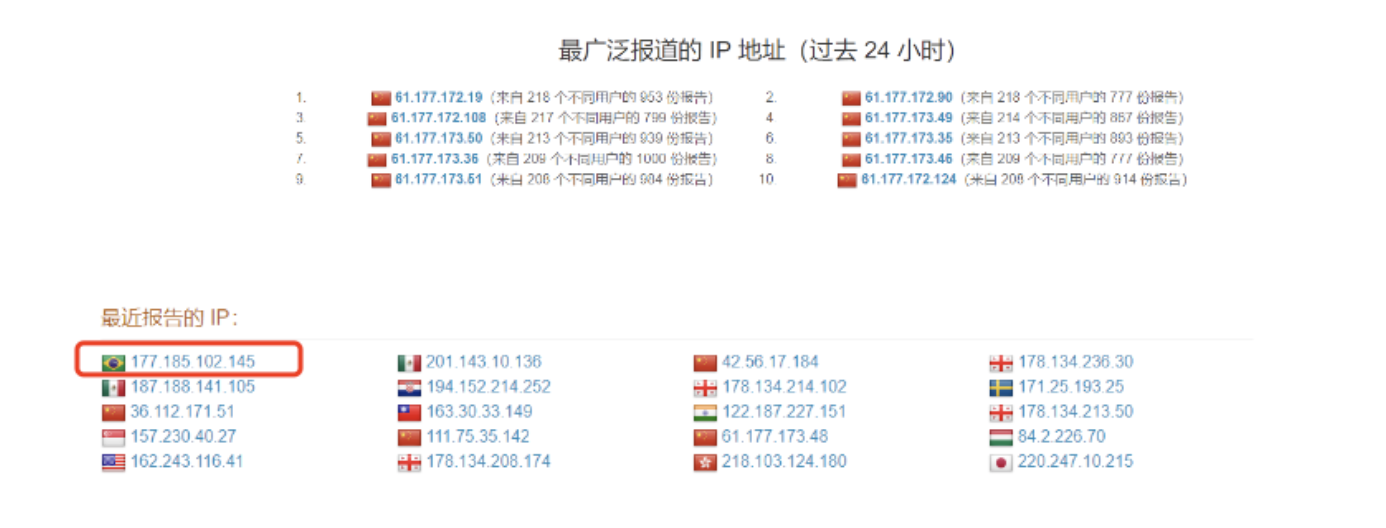 最广泛报道的 IP 地址（过去 24 小时）
1. 61.177.172.19（来自 218 个不同用户的 953 份报告） 2. 61.177.172.90（来自 218 个不同用户的 777 份报告）
3. 61.177.172.108（来自 217 个不同用户的 799 份报告） 4 61.177.173.49（来自 214 个不同用户的 867 份报告）
5. 61.177.173.50（来自 213 个不同用户的 939 份报告） 6. 61.177.173.35（来自 213 个不同用户的 893 份报告）
7. 61.177.173.36（来自 209 个不同用户的 1000 份报告） 8. 61.177.173.46（来自 209 个不同用户的 777 份报告）
9. 61.177.173.51（来自 208 个不同用户的 984 份报告） 10. 61.177.172.124（来自 208 个不同用户的 914 份报告）
最近报告的 IP：
177.185.102.145 201.143.10.136 42.56.17.184 178.134.236.30
187.188.141.105 194.152.214.252 178.134.214.102 171.25.193.25
36.112.171.51 163.30.33.149 122.187.227.151 178.134.213.50
157.230.40.27 111.75.35.142 61.177.173.48 84.2.226.70
162.243.116.41 178.134.208.174 218.103.124.180 220.247.10.215